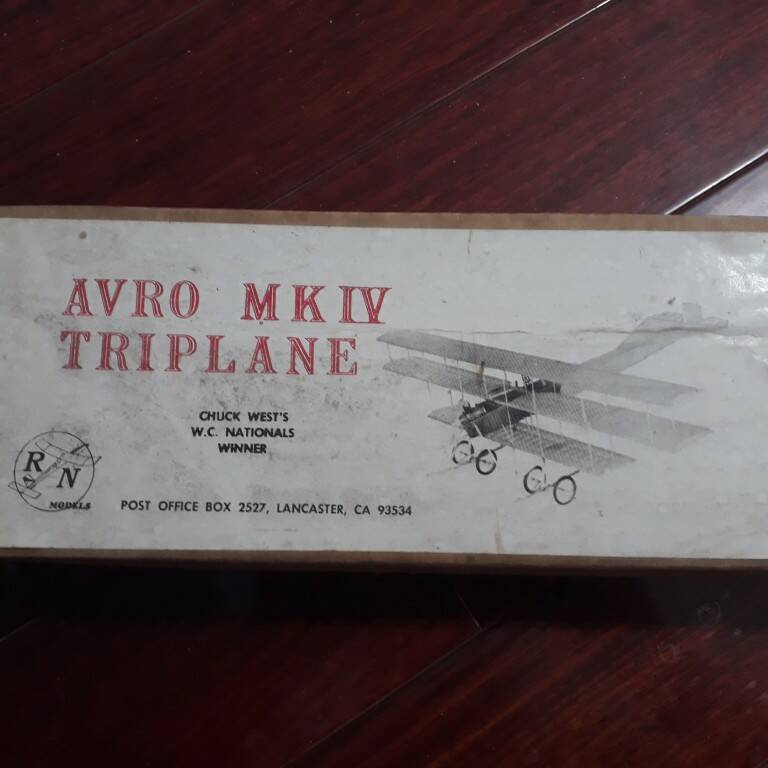 AVRO MK IV
TRIPLANE
CHUCK WEST'S
W.C. NATIONALS
WINNER
R N
MODELS
POST OFFICE BOX 2527, LANCASTER, CA 93534